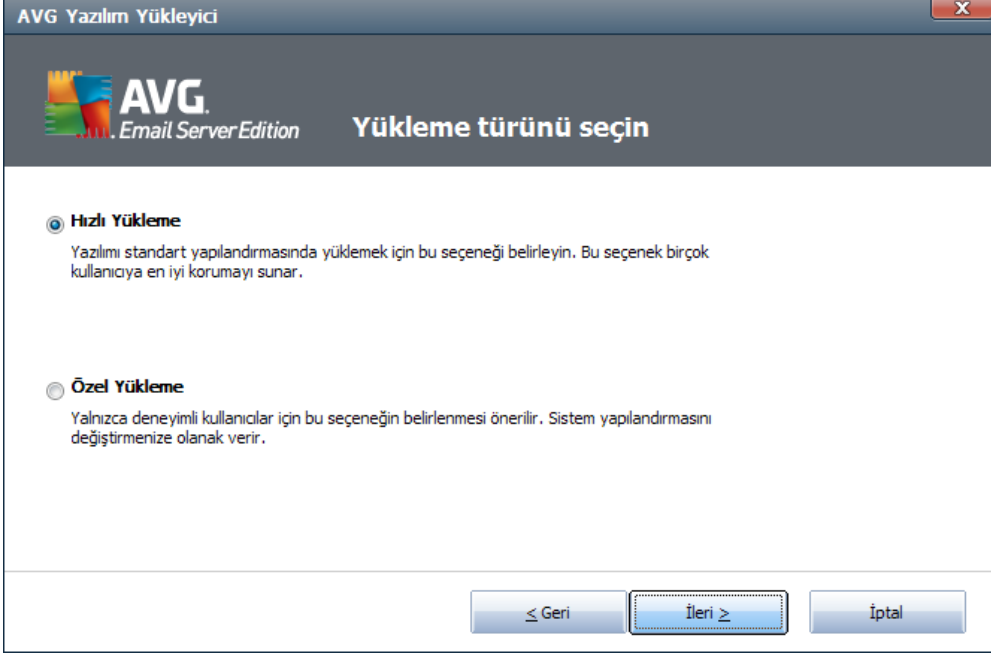 AVG Yazılım Yükleyici
AVG.
Email Server Edition
Yükleme türünü seçin
Hızlı Yükleme
Yazılımı standart yapılandırmasında yüklemek için bu seçeneği belirleyin. Bu seçenek birçok
kullanıcıya en iyi korumayı sunar.
Özel Yükleme
Yalnızca deneyimli kullanıcılar için bu seçeneğin belirlenmesi önerilir. Sistem yapılandırmasını
değiştirmenize olanak verir.
< Geri
İleri >
İptal